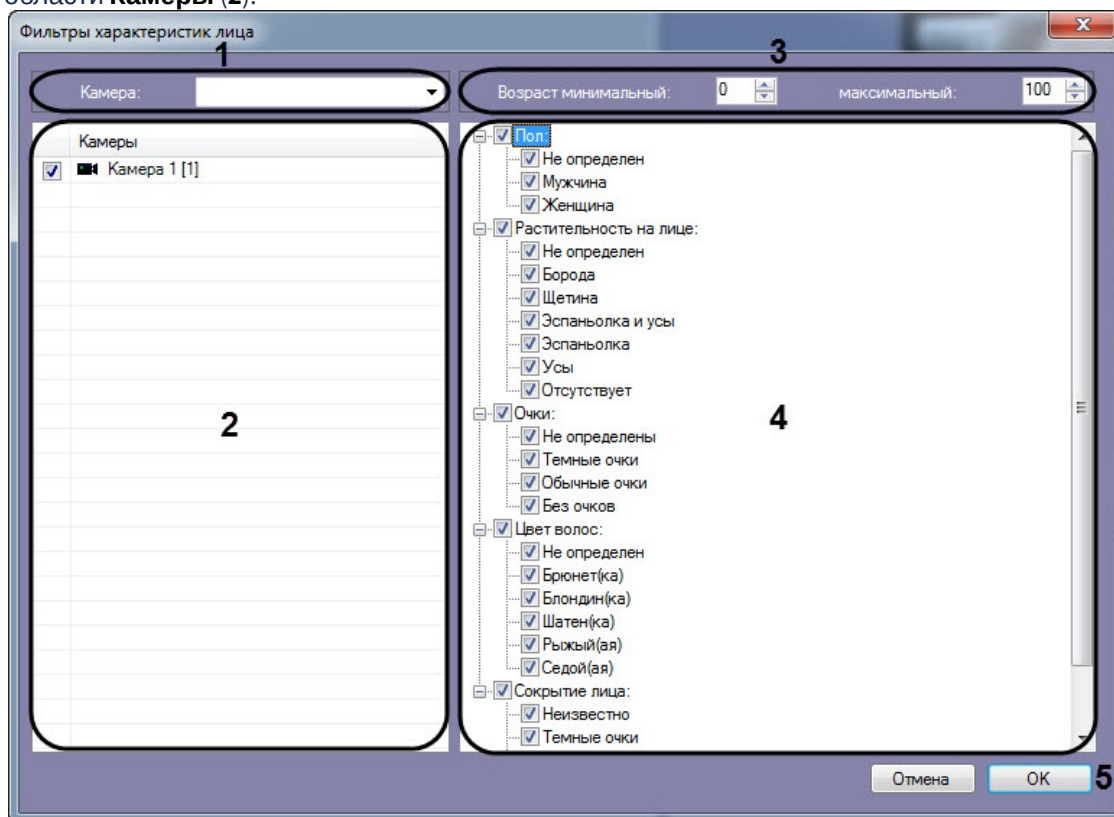 области Камеры (2).
Фильтры характеристик лица
1
3
Камера:
Возраст минимальный: 0 максимальный: 100
Камеры
Камера 1 [1]
2
Пол:
Не определен
Мужчина
Женщина
Растительность на лице:
Не определен
Борода
Щетина
Эспаньолка и усы
Эспаньолка
Усы
Отсутствует
Очки:
4
Не определены
Темные очки
Обычные очки
Без очков
Цвет волос:
Не определен
Брюнет(ка)
Блондин(ка)
Шатен(ка)
Рыжый(ая)
Седой(ая)
Сокрытие лица:
Неизвестно
Темные очки
Отмена
OK
5